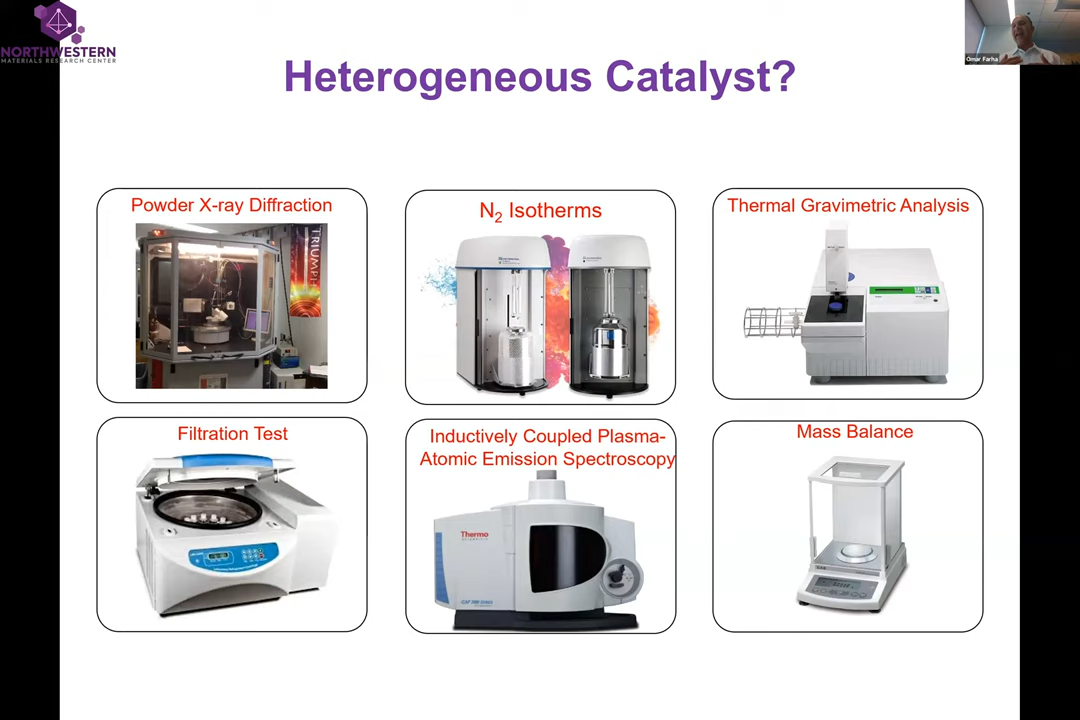 NORTHWESTERN
MATERIALS RESEARCH CENTER
Omar Farha
Heterogeneous Catalyst?
Powder X-ray Diffraction
TRIUMPH
N2 Isotherms
Thermal Gravimetric Analysis
Filtration Test
Inductively Coupled Plasma-
Atomic Emission Spectroscopy
Thermo
Mass Balance